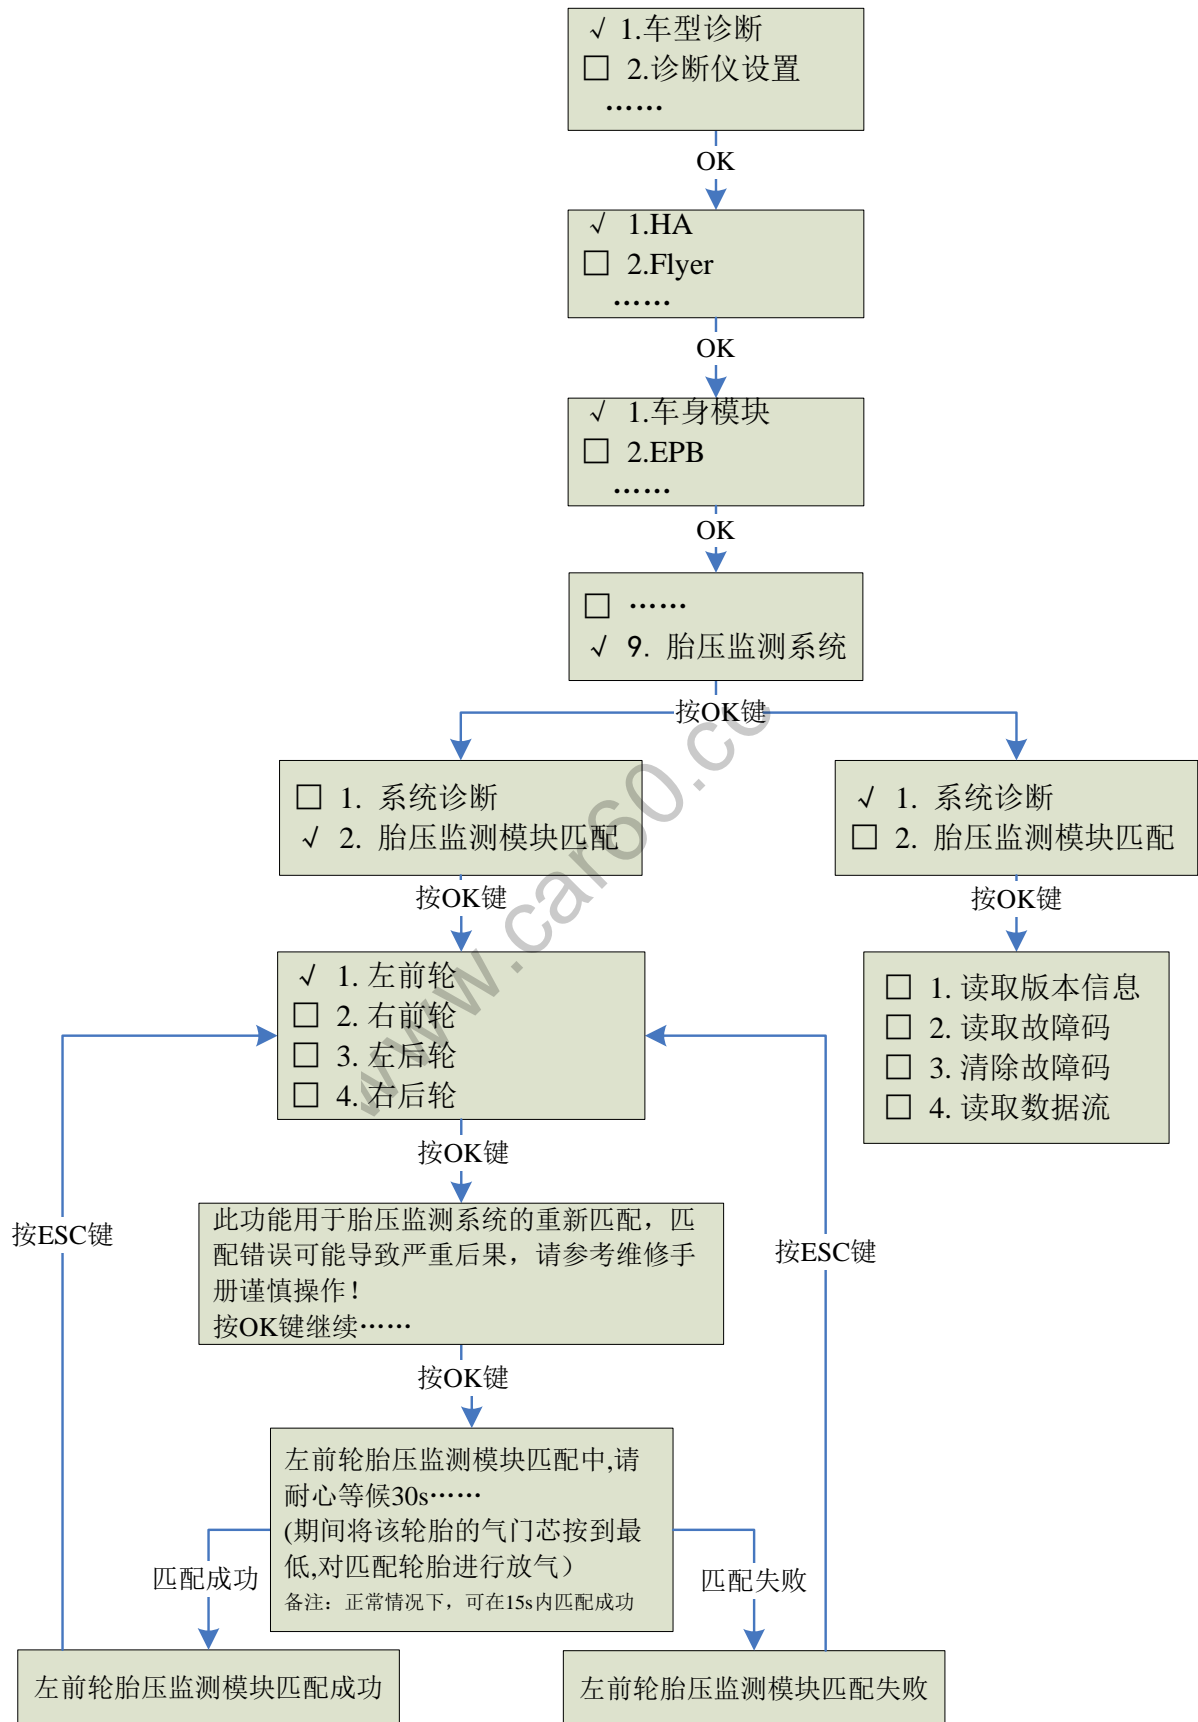 √ 1.车型诊断
□ 2.诊断仪设置
……
OK
√ 1.HA
□ 2.Flyer
……
OK
√ 1.车身模块
□ 2.EPB
……
OK
□ ……
√ 9. 胎压监测系统
按OK键
□ 1. 系统诊断
√ 2. 胎压监测模块匹配
按OK键
√ 1. 系统诊断
□ 2. 胎压监测模块匹配
按OK键
√ 1. 左前轮
□ 2. 右前轮
□ 3. 左后轮
□ 4. 右后轮
□ 1. 读取版本信息
□ 2. 读取故障码
□ 3. 清除故障码
□ 4. 读取数据流
按OK键
按ESC键
此功能用于胎压监测系统的重新匹配，匹
配错误可能导致严重后果，请参考维修手
册谨慎操作！
按OK键继续……
按ESC键
按OK键
左前轮胎压监测模块匹配中,请
耐心等候30s……
(期间将该轮胎的气门芯按到最
低,对匹配轮胎进行放气）
备注：正常情况下，可在15s内匹配成功
匹配成功
匹配失败
左前轮胎压监测模块匹配成功
左前轮胎压监测模块匹配失败
www.car60.co